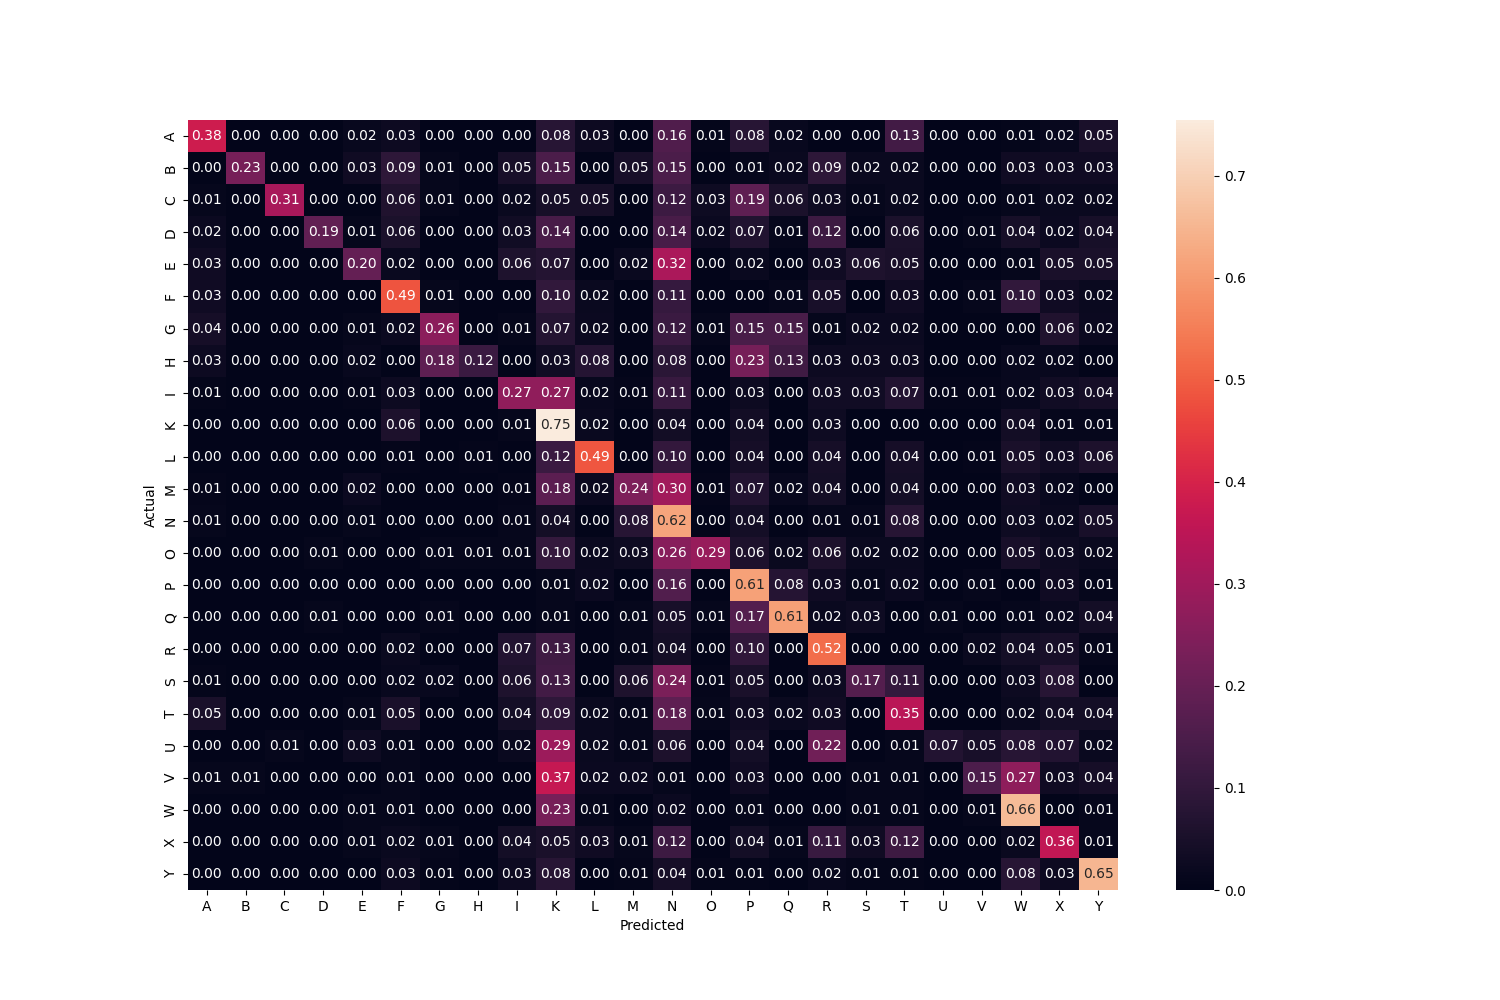 A 0.38 0.00 0.00 0.00 0.02 0.03 0.00 0.00 0.00 0.08 0.03 0.00 0.16 0.01 0.08 0.02 0.00 0.00 0.13 0.00 0.00 0.01 0.02 0.05
B 0.00 0.23 0.00 0.00 0.03 0.09 0.01 0.00 0.05 0.15 0.00 0.05 0.15 0.00 0.01 0.02 0.09 0.02 0.02 0.00 0.00 0.03 0.03 0.03
C 0.01 0.00 0.31 0.00 0.00 0.06 0.01 0.00 0.02 0.05 0.05 0.00 0.12 0.03 0.19 0.06 0.03 0.01 0.02 0.00 0.00 0.01 0.02 0.02
D 0.02 0.00 0.00 0.19 0.01 0.06 0.00 0.00 0.03 0.14 0.00 0.00 0.14 0.02 0.07 0.01 0.12 0.00 0.06 0.00 0.01 0.04 0.02 0.04
E 0.03 0.00 0.00 0.00 0.20 0.02 0.00 0.00 0.06 0.07 0.00 0.02 0.32 0.00 0.02 0.00 0.03 0.06 0.05 0.00 0.00 0.01 0.05 0.05
F 0.03 0.00 0.00 0.00 0.00 0.49 0.01 0.00 0.00 0.10 0.02 0.00 0.11 0.00 0.00 0.01 0.05 0.00 0.03 0.00 0.01 0.10 0.03 0.02
G 0.04 0.00 0.00 0.00 0.01 0.02 0.26 0.00 0.01 0.07 0.02 0.00 0.12 0.01 0.15 0.15 0.01 0.02 0.02 0.00 0.00 0.00 0.06 0.02
H 0.03 0.00 0.00 0.00 0.02 0.00 0.18 0.12 0.00 0.03 0.08 0.00 0.08 0.00 0.23 0.13 0.03 0.03 0.03 0.00 0.00 0.02 0.02 0.00
I 0.01 0.00 0.00 0.00 0.01 0.03 0.00 0.00 0.27 0.27 0.02 0.01 0.11 0.00 0.03 0.00 0.03 0.03 0.07 0.01 0.01 0.02 0.03 0.04
K 0.00 0.00 0.00 0.00 0.00 0.06 0.00 0.00 0.01 0.75 0.02 0.00 0.04 0.00 0.04 0.00 0.03 0.00 0.00 0.00 0.00 0.04 0.01 0.01
L 0.00 0.00 0.00 0.00 0.00 0.01 0.00 0.01 0.00 0.12 0.49 0.00 0.10 0.00 0.04 0.00 0.04 0.00 0.04 0.00 0.01 0.05 0.03 0.06
M 0.01 0.00 0.00 0.00 0.02 0.00 0.00 0.00 0.01 0.18 0.02 0.24 0.30 0.01 0.07 0.02 0.04 0.00 0.04 0.00 0.00 0.03 0.02 0.00
N 0.01 0.00 0.00 0.00 0.01 0.00 0.00 0.00 0.01 0.04 0.00 0.08 0.62 0.00 0.04 0.00 0.01 0.01 0.08 0.00 0.00 0.03 0.02 0.05
O 0.00 0.00 0.00 0.01 0.00 0.00 0.01 0.01 0.01 0.10 0.02 0.03 0.26 0.29 0.06 0.02 0.06 0.02 0.02 0.00 0.00 0.05 0.03 0.02
P 0.00 0.00 0.00 0.00 0.00 0.00 0.00 0.00 0.00 0.01 0.02 0.00 0.16 0.00 0.61 0.08 0.03 0.01 0.02 0.00 0.01 0.00 0.03 0.01
Q 0.00 0.00 0.00 0.01 0.00 0.00 0.01 0.00 0.00 0.01 0.00 0.01 0.05 0.01 0.17 0.61 0.02 0.03 0.00 0.01 0.00 0.01 0.02 0.04
R 0.00 0.00 0.00 0.00 0.00 0.02 0.00 0.00 0.07 0.13 0.00 0.01 0.04 0.00 0.10 0.00 0.52 0.00 0.00 0.00 0.02 0.04 0.05 0.01
S 0.01 0.00 0.00 0.00 0.00 0.02 0.02 0.00 0.06 0.13 0.00 0.06 0.24 0.01 0.05 0.00 0.03 0.17 0.11 0.00 0.00 0.03 0.08 0.00
T 0.05 0.00 0.00 0.00 0.01 0.05 0.00 0.00 0.04 0.09 0.02 0.01 0.18 0.01 0.03 0.02 0.03 0.00 0.35 0.00 0.00 0.02 0.04 0.04
U 0.00 0.00 0.01 0.00 0.03 0.01 0.00 0.00 0.02 0.29 0.02 0.01 0.06 0.00 0.04 0.00 0.22 0.00 0.01 0.07 0.05 0.08 0.07 0.02
V 0.01 0.01 0.00 0.00 0.00 0.01 0.00 0.00 0.00 0.37 0.02 0.02 0.01 0.00 0.03 0.00 0.00 0.01 0.01 0.00 0.15 0.27 0.03 0.04
W 0.00 0.00 0.00 0.00 0.01 0.01 0.00 0.00 0.00 0.23 0.01 0.00 0.02 0.00 0.01 0.00 0.00 0.01 0.01 0.00 0.01 0.66 0.00 0.01
X 0.00 0.00 0.00 0.00 0.01 0.02 0.01 0.00 0.04 0.05 0.03 0.01 0.12 0.00 0.04 0.01 0.11 0.03 0.12 0.00 0.00 0.02 0.36 0.01
Y 0.00 0.00 0.00 0.00 0.00 0.03 0.01 0.00 0.03 0.08 0.00 0.01 0.04 0.01 0.01 0.00 0.02 0.01 0.01 0.00 0.00 0.08 0.03 0.65
A B C D E F G H I K L M N O P Q R S T U V W X Y
Predicted
Actual
0.7
0.6
0.5
0.4
0.3
0.2
0.1
0.0